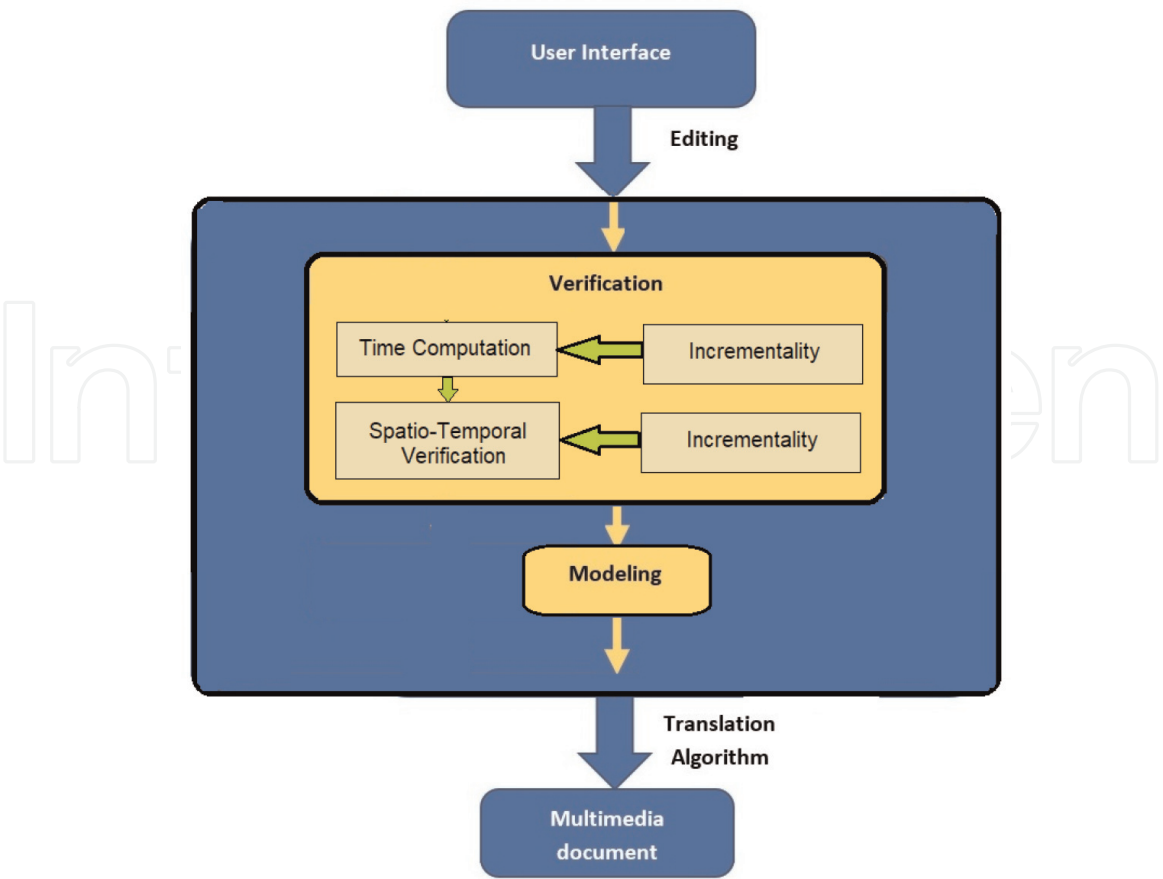 User Interface
Editing
Verification
Time Computation
Incrementality
Spatio-Temporal
Verification
Incrementality
Modeling
Translation
Algorithm
Multimedia
document